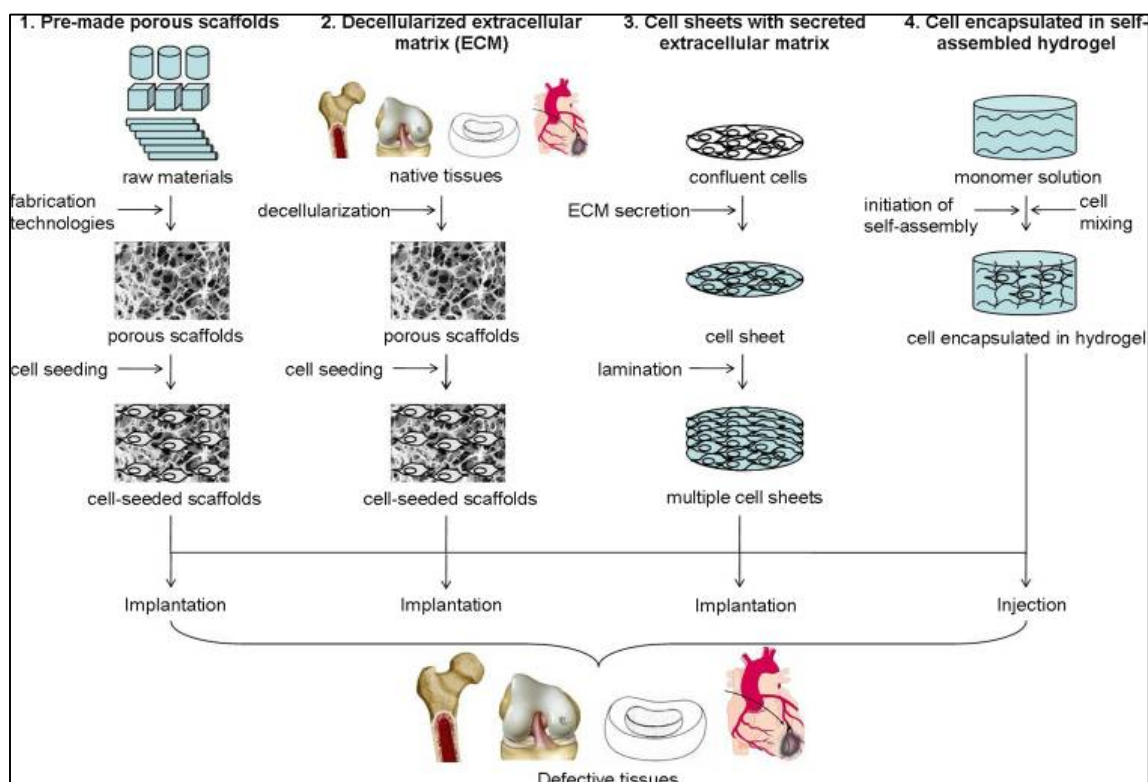 1. Pre-made porous scaffolds
raw materials
fabrication
technologies
porous scaffolds
cell seeding
cell-seeded scaffolds
Implantation
2. Decellularized extracellular
matrix (ECM)
native tissues
decellularization
porous scaffolds
cell seeding
cell-seeded scaffolds
Implantation
3. Cell sheets with secreted
extracellular matrix
confluent cells
ECM secretion
cell sheet
lamination
multiple cell sheets
Implantation
4. Cell encapsulated in self-
assembled hydrogel
monomer solution
initiation of
self-assembly
cell
mixing
cell encapsulated in hydrogel
Injection
Defective tissues